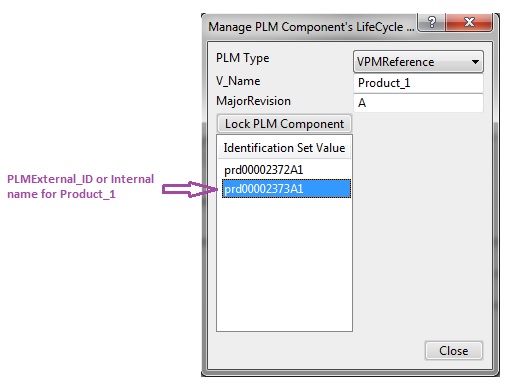 Manage PLM Component's LifeCycle ...
PLM Type
VPMReference
V_Name
Product_1
MajorRevision
A
Lock PLM Component
Identification Set Value
prd00002372A1
prd00002373A1
PLMExternal_ID or Internal
name for Product_1
Close